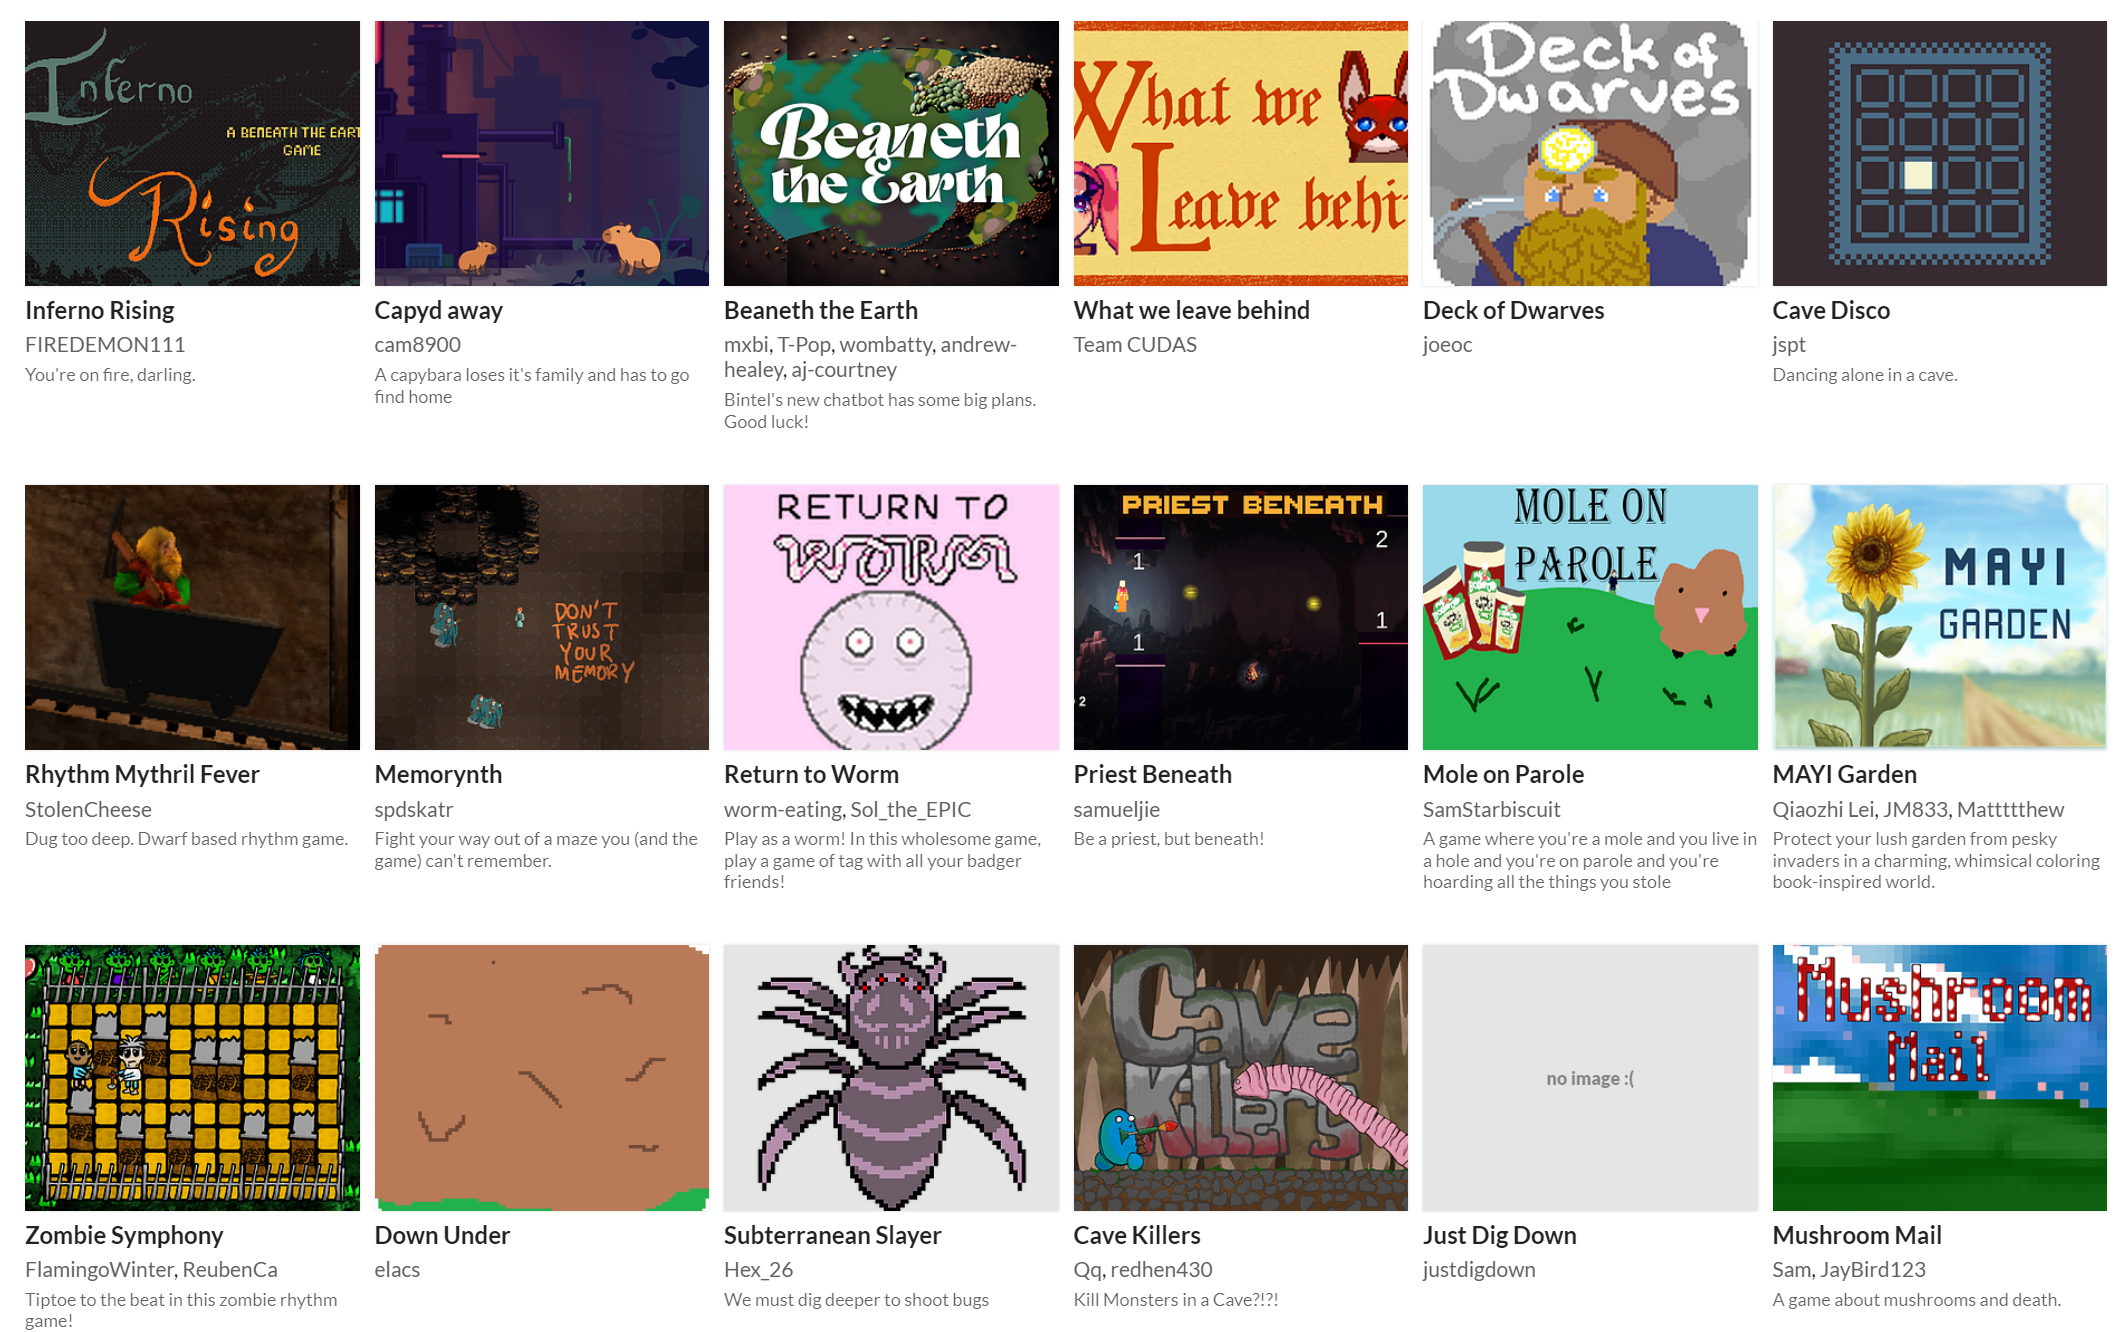 Inferno
A BENEATH THE EART
GAME
Rising
Inferno Rising
FIREDEMON111
You're on fire, darling.
Capyd away
cam8900
A capybara loses it's family and has to go
find home
Beaneth
the Earth
Beaneth the Earth
mxbi, T-Pop, wombatty, andrew-
healey, aj-courtney
Bintel's new chatbot has some big plans.
Good luck!
What we
Leave behi
What we leave behind
Team CUDAS
Deck of
Dwarves
Deck of Dwarves
joeoc
Cave Disco
jspt
Dancing alone in a cave.
Rhythm Mythril Fever
StolenCheese
Dug too deep. Dwarf based rhythm game.
DON'T
TRUST
YOUR
MEMORY
Memorynth
spdskatr
Fight your way out of a maze you (and the
game) can't remember.
RETURN TO
WORM
Return to Worm
worm-eating, Sol_the_EPIC
Play as a worm! In this wholesome game,
play a game of tag with all your badger
friends!
PRIEST BENEATH
2
1
1
1
2
Priest Beneath
samueljie
Be a priest, but beneath!
MOLE ON
PAROLE
Mole on Parole
SamStarbiscuit
A game where you're a mole and you live in
a hole and you're on parole and you're
hoarding all the things you stole
MAYI
GARDEN
MAYI Garden
Qiaozhi Lei, JM833, Mattttthew
Protect your lush garden from pesky
invaders in a charming, whimsical coloring
book-inspired world.
Zombie Symphony
FlamingoWinter, ReubenCa
Tiptoe to the beat in this zombie rhythm
game!
Down Under
elacs
Subterranean Slayer
Hex_26
We must dig deeper to shoot bugs
Cave
Killers
Cave Killers
Qq, redhen430
Kill Monsters in a Cave?!?!
no image :(
Just Dig Down
justdigdown
Mushroom
Mail
Mushroom Mail
Sam, JayBird123
A game about mushrooms and death.